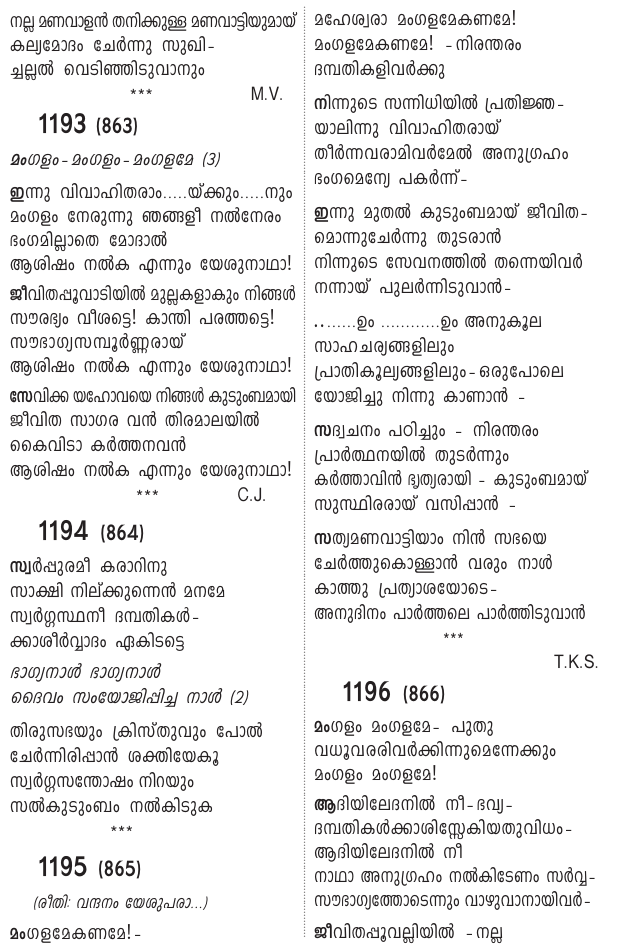 നല്ല മണവാളൻ തനിക്കുള്ള മണവാട്ടിയുമായ്
കല്യമോദം ചേർന്നു സുഖി-
ച്ചല്ലൽ വെടിഞ്ഞിടുവാനും
*** M.V.
1193 (863)
മംഗളം-മംഗളം-മംഗളമേ (3)
ഇന്നു വിവാഹിതരാം.....യ്ക്കും.....നും
മംഗളം നേരുന്നു ഞങ്ങളീ നൽനേരം
ഭംഗമില്ലാതെ മോദാൽ
ആശിഷം നൽക എന്നും യേശുനാഥാ!
ജീവിതപ്പൂവാടിയിൽ മുല്ലകളാകും നിങ്ങൾ
സൗരഭ്യം വീശട്ടെ! കാന്തി പരത്തട്ടെ!
സൗഭാഗ്യസമ്പൂർണ്ണരായ്
ആശിഷം നൽക എന്നും യേശുനാഥാ!
സേവിക്ക യഹോവയെ നിങ്ങൾ കുടുംബമായി
ജീവിത സാഗര വൻ തിരമാലയിൽ
കൈവിടാ കർത്തനവൻ
ആശിഷം നൽക എന്നും യേശുനാഥാ!
*** C.J.
1194 (864)
സ്വർപ്പുരമീ കരാറിനു
സാക്ഷി നില്ക്കുന്നെൻ മനമേ
സ്വർഗ്ഗസ്ഥനീ ദമ്പതികൾ-
ക്കാശീർവ്വാദം ഏകിടട്ടെ
ഭാഗ്യനാൾ ഭാഗ്യനാൾ
ദൈവം സംയോജിപ്പിച്ച നാൾ (2)
തിരുസഭയും ക്രിസ്തുവും പോൽ
ചേർന്നിരിപ്പാൻ ശക്തിയേകൂ
സ്വർഗ്ഗസന്തോഷം നിറയും
സൽകുടുംബം നൽകിടുക
***
1195 (865)
(രീതി: വന്ദനം യേശുപരാ...)
മംഗളമേകണമേ!-
മഹേശ്വരാ മംഗളമേകണമേ!
മംഗളമേകണമേ! -നിരന്തരം
ദമ്പതികളിവർക്കു
നിന്നുടെ സന്നിധിയിൽ പ്രതിജ്ഞ-
യാലിന്നു വിവാഹിതരായ്
തീർന്നവരാമിവർമേൽ അനുഗ്രഹം
ഭംഗമെന്യേ പകർന്ന്-
ഇന്നു മുതൽ കുടുംബമായ് ജീവിത-
മൊന്നുചേർന്നു തുടരാൻ
നിന്നുടെ സേവനത്തിൽ തന്നെയിവർ
നന്നായ് പുലർന്നിടുവാൻ-
.........ഉം ............ഉം അനുകൂല
സാഹചര്യങ്ങളിലും
പ്രാതികൂല്യങ്ങളിലും-ഒരുപോലെ
യോജിച്ചു നിന്നു കാണാൻ -
സദ്വചനം പഠിച്ചും - നിരന്തരം
പ്രാർത്ഥനയിൽ തുടർന്നും
കർത്താവിൻ ഭൃത്യരായി - കുടുംബമായ്
സുസ്ഥിരരായ് വസിപ്പാൻ -
സത്യമണവാട്ടിയാം നിൻ സഭയെ
ചേർത്തുകൊള്ളാൻ വരും നാൾ
കാത്തു പ്രത്യാശയോടെ-
അനുദിനം പാർത്തലെ പാർത്തിടുവാൻ
***
T.K.S.
1196 (866)
മംഗളം മംഗളമേ- പുതു
വധൂവരരിവർക്കിന്നുമെന്നേക്കും
മംഗളം മംഗളമേ!
ആദിയിലേദനിൽ നീ-ഭവ്യ-
ദമ്പതികൾക്കാശിസ്സേകിയതുവിധം-
ആദിയിലേദനിൽ നീ
നാഥാ അനുഗ്രഹം നൽകിടേണം സർവ്വ-
സൗഭാഗ്യത്തോടെന്നും വാഴുവാനായിവർ-
ജീവിതപ്പൂവല്ലിയിൽ -നല്ല